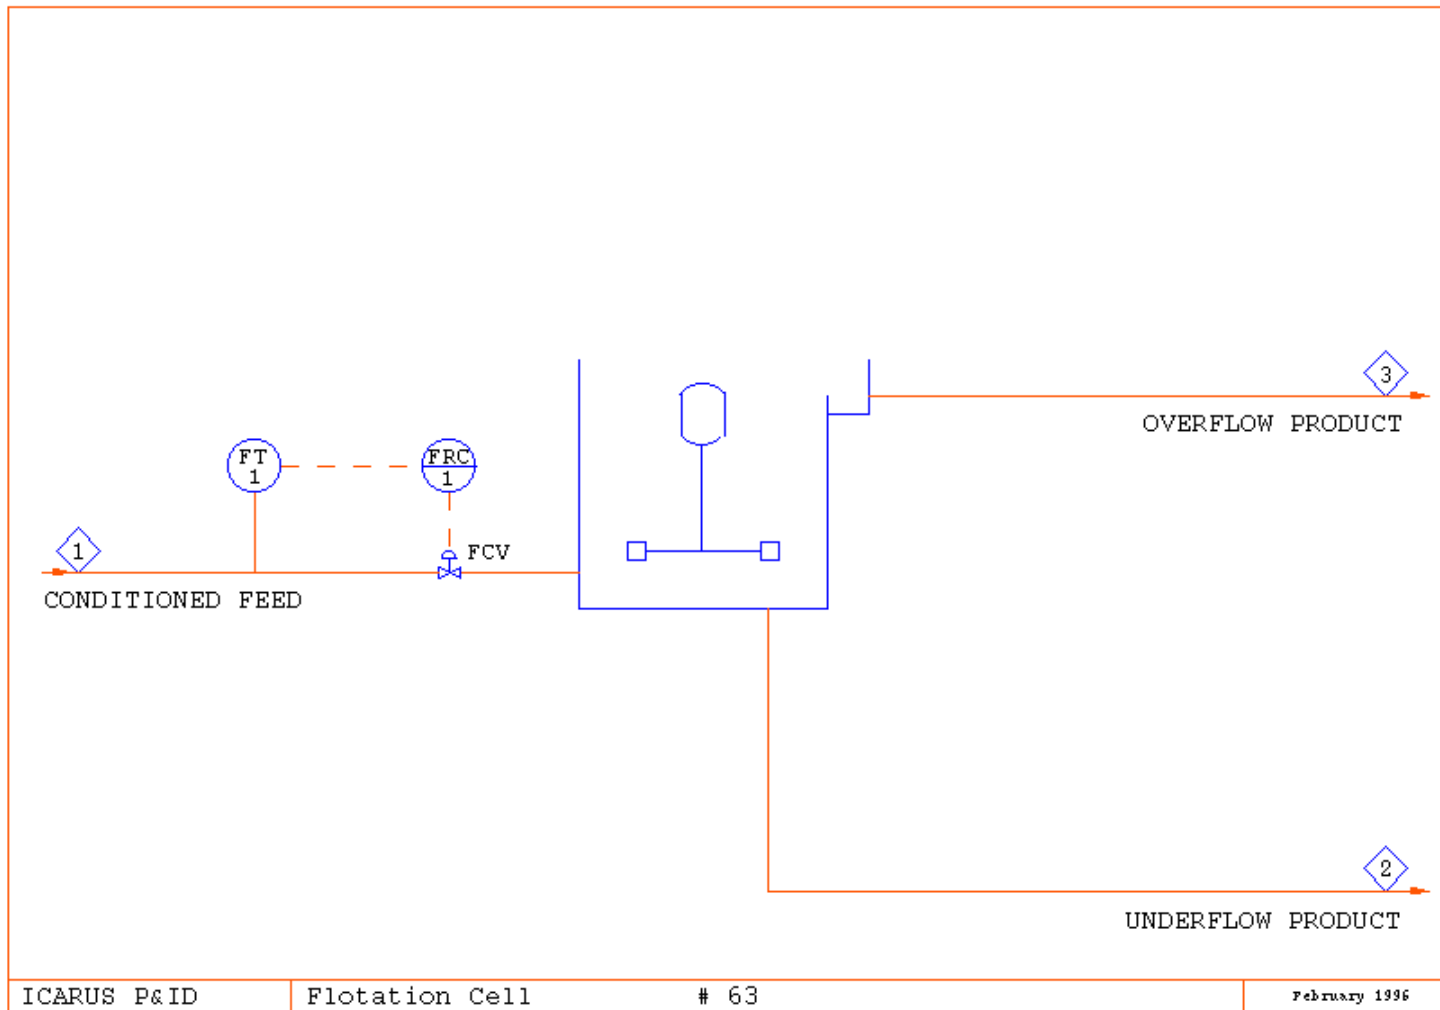 3
OVERFLOW PRODUCT
FT
1
FRC
1
1
FCV
CONDITIONED FEED
2
UNDERFLOW PRODUCT
ICARUS P&ID
Flotation Cell
# 63
February 1996